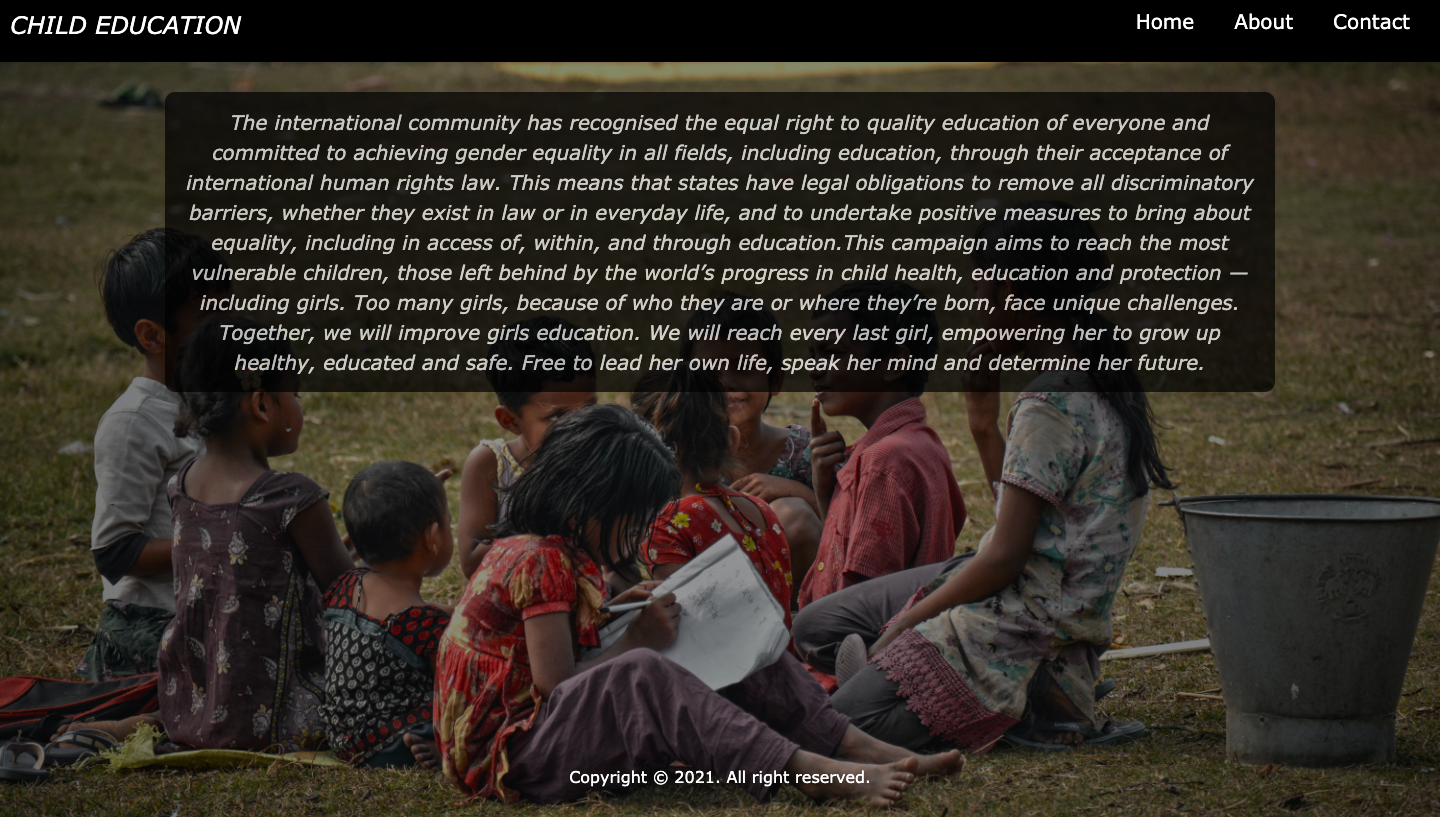 CHILD EDUCATION
Home About Contact
The international community has recognised the equal right to quality education of everyone and
committed to achieving gender equality in all fields, including education, through their acceptance of
international human rights law. This means that states have legal obligations to remove all discriminatory
barriers, whether they exist in law or in everyday life, and to undertake positive measures to bring about
equality, including in access of, within, and through education.This campaign aims to reach the most
vulnerable children, those left behind by the world’s progress in child health, education and protection —
including girls. Too many girls, because of who they are or where they’re born, face unique challenges.
Together, we will improve girls education. We will reach every last girl, empowering her to grow up
healthy, educated and safe. Free to lead her own life, speak her mind and determine her future.
Copyright © 2021. All right reserved.